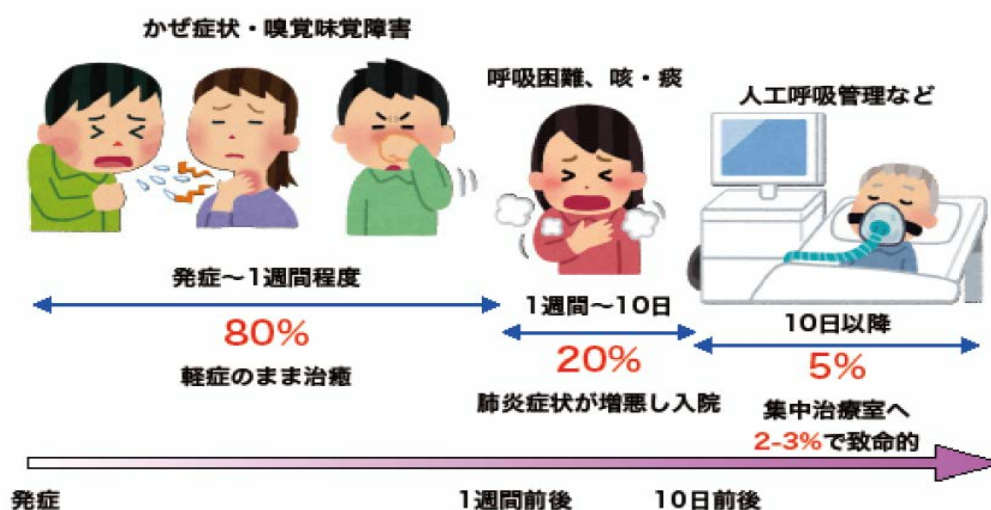 かぜ症状・嗅覚味覚障害
呼吸困難、咳・痰
人工呼吸管理など
発症〜1週間程度
80%
軽症のまま治癒
1週間〜10日
20%
肺炎症状が増悪し入院
10日以降
5%
集中治療室へ
2-3%で致命的
発症
1週間前後
10日前後